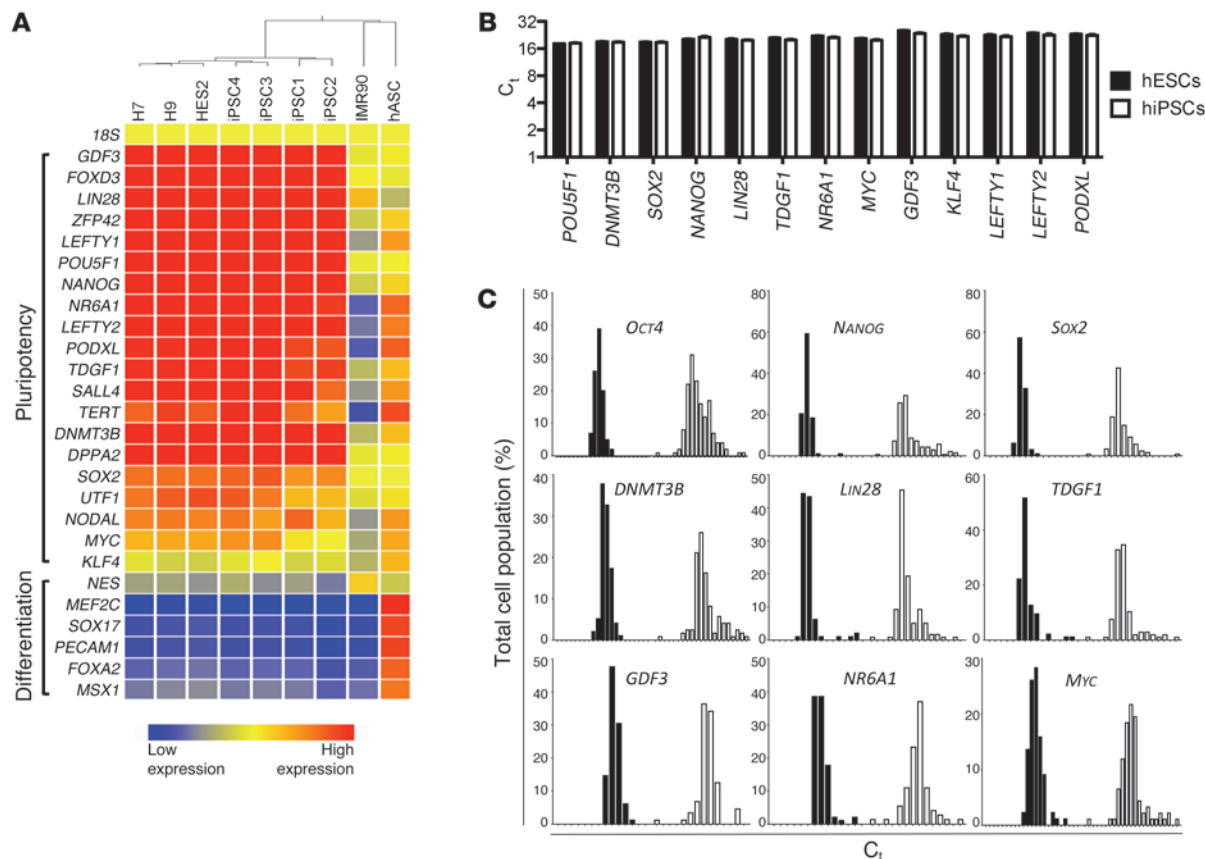 A
H7 H9 HES2 iPSC4 iPSC3 iPSC1 iPSC2 IMR90 hASC
18S
Pluripotency
GDF3
FOXD3
LIN28
ZFP42
LEFTY1
POU5F1
NANOG
NR6A1
LEFTY2
PODXL
TDGF1
SALL4
TERT
DNMT3B
DPPA2
SOX2
UTF1
NODAL
MYC
KLF4
Differentiation
NES
MEF2C
SOX17
PECAM1
FOXA2
MSX1
Low expression
High expression
B
Ct
32
16
8
4
2
1
hESCs
hiPSCs
POU5F1 DNMT3B SOX2 NANOG LIN28 TDGF1 NR6A1 MYC GDF3 KLF4 LEFTY1 LEFTY2 PODXL
C
Total cell population (%)
OCT4
50
40
30
20
10
0
NANOG
80
60
40
20
0
SOX2
80
60
40
20
0
DNMT3B
40
30
20
10
0
LIN28
50
40
30
20
10
0
TDGF1
60
40
20
0
GDF3
50
40
30
20
10
0
NR6A1
50
40
30
20
10
0
MYC
30
20
10
0
Ct